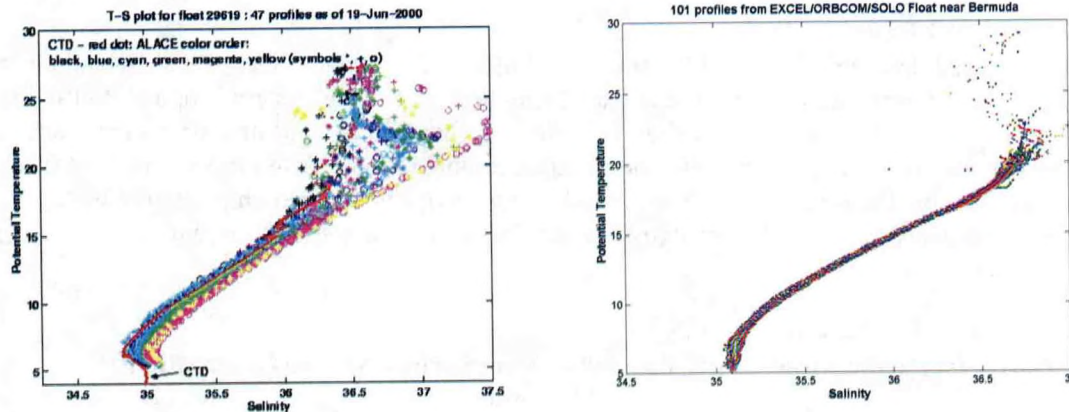 T-S plot for float 29619 : 47 profiles as of 19-Jun-2000
CTD - red dot: ALACE color order:
black, blue, cyan, green, magenta, yellow (symbols *, +, o)
Potential Temperature
30
25
20
15
10
5
CTD
34.5 35 35.5 36 36.5 37 37.5
Salinity
101 profiles from EXCEL/ORBCOM/SOLO Float near Bermuda
Potential Temperature
30
25
20
15
10
5
34.5 35 35.5 36 36.5
Salinity